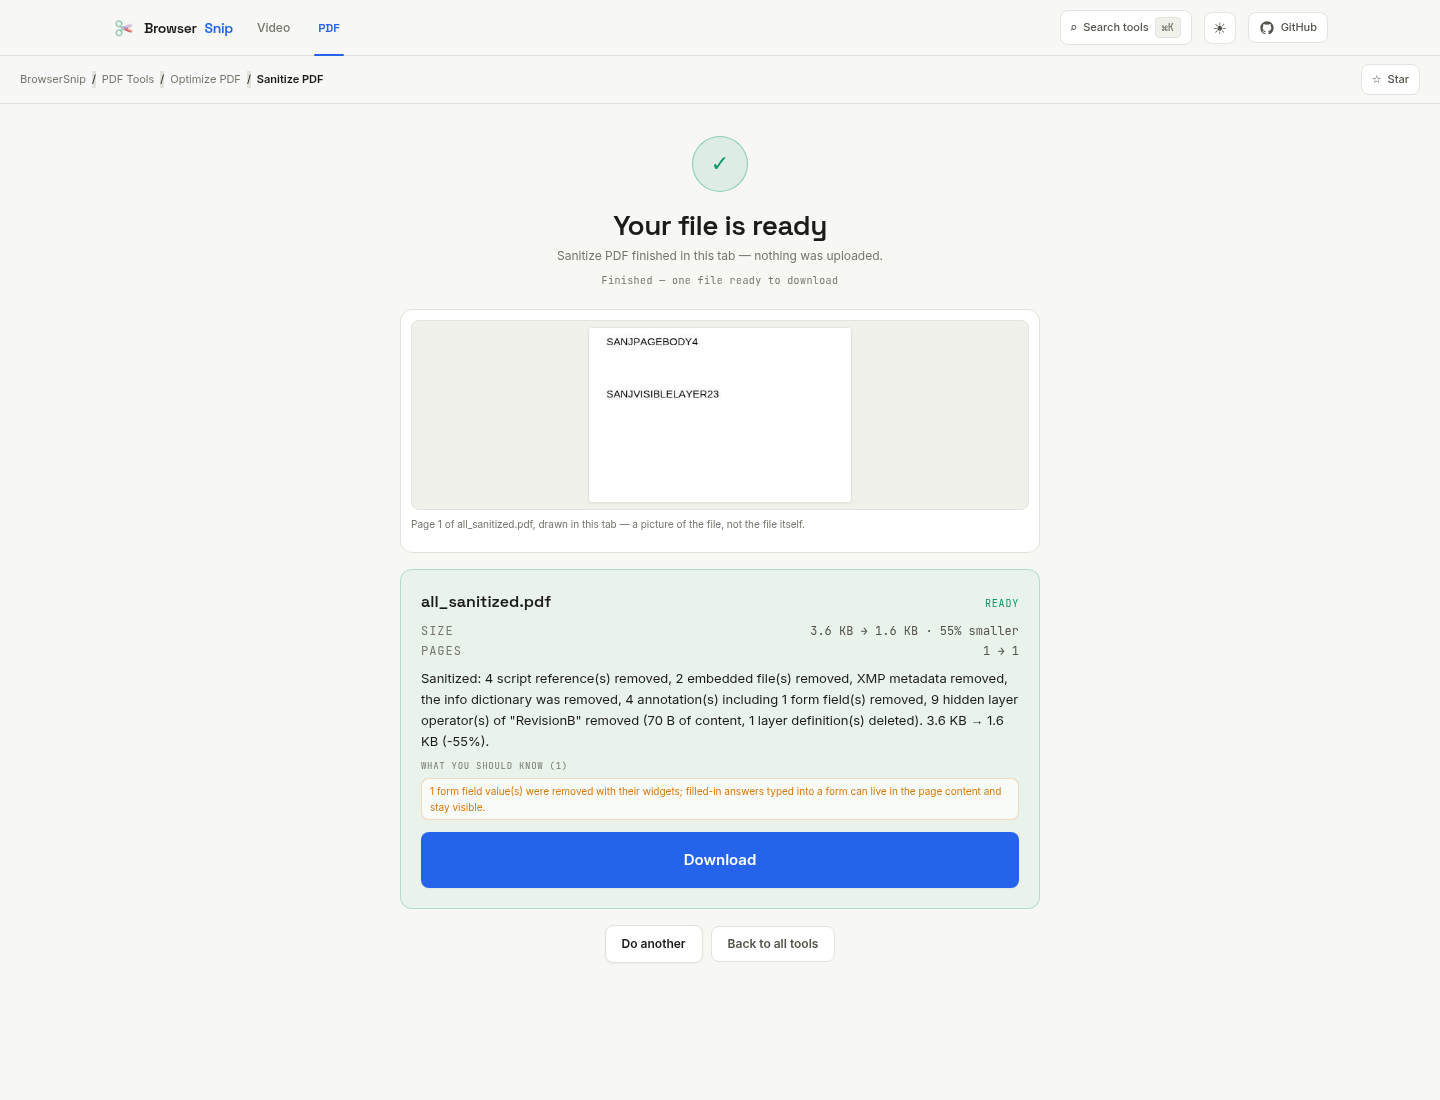 Browser Snip Video PDF Search tools ⌘K GitHub
BrowserSnip / PDF Tools / Optimize PDF / Sanitize PDF ☆ Star
✓
Your file is ready
Sanitize PDF finished in this tab — nothing was uploaded.
Finished — one file ready to download
SANJPAGEBODY4
SANJVISIBLELAYER23
Page 1 of all_sanitized.pdf, drawn in this tab — a picture of the file, not the file itself.
all_sanitized.pdf READY
SIZE 3.6 KB → 1.6 KB · 55% smaller
PAGES 1 → 1
Sanitized: 4 script reference(s) removed, 2 embedded file(s) removed, XMP metadata removed,
the info dictionary was removed, 4 annotation(s) including 1 form field(s) removed, 9 hidden layer
operator(s) of "RevisionB" removed (70 B of content, 1 layer definition(s) deleted). 3.6 KB → 1.6
KB (-55%).
WHAT YOU SHOULD KNOW (1)
1 form field value(s) were removed with their widgets; filled-in answers typed into a form can live in the page content and
stay visible.
Download
Do another Back to all tools